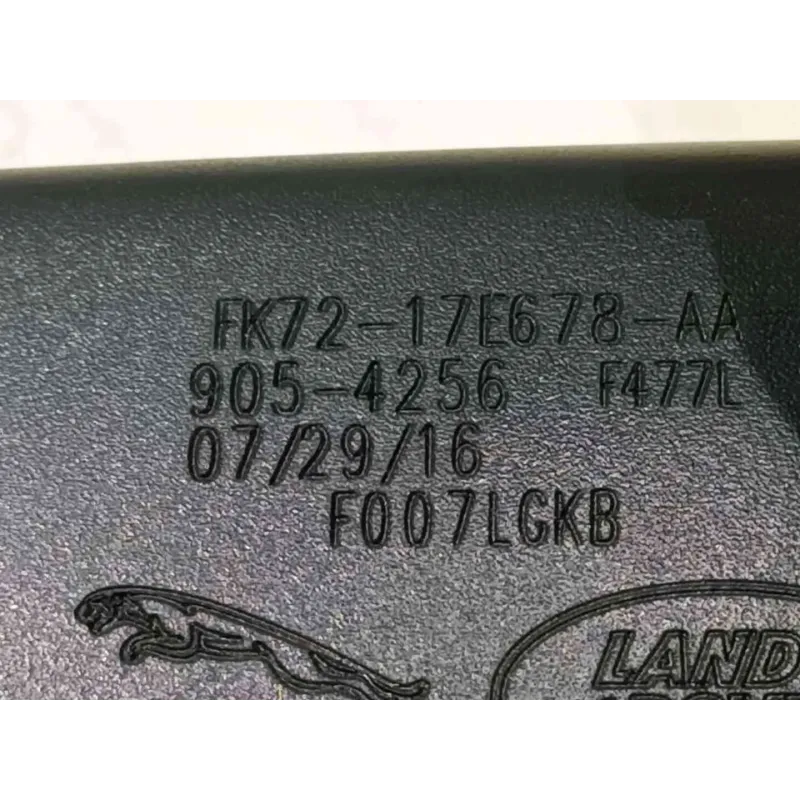 FK72-17E678-AA
905-4256 F477L
07/29/16
F007LGKB
LAND